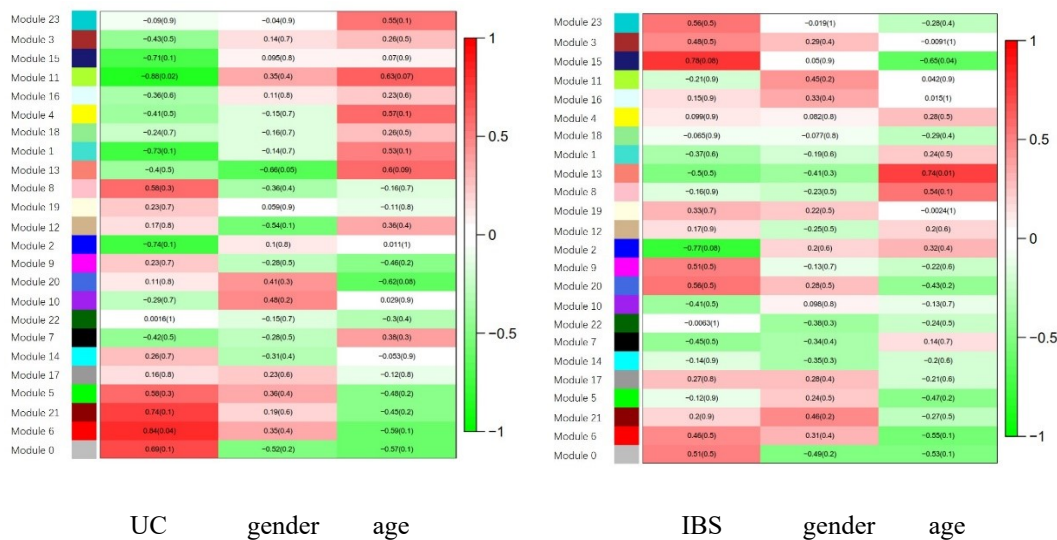 Module 23 −0.09(0.9) −0.04(0.9) 0.55(0.1)
Module 3 −0.43(0.5) 0.14(0.7) 0.26(0.5)
Module 15 −0.71(0.1) 0.095(0.8) 0.07(0.9)
Module 11 −0.88(0.02) 0.35(0.4) 0.63(0.07)
Module 16 −0.36(0.6) 0.11(0.8) 0.23(0.6)
Module 4 −0.41(0.5) −0.15(0.7) 0.57(0.1)
Module 18 −0.24(0.7) −0.16(0.7) 0.26(0.5)
Module 1 −0.73(0.1) −0.14(0.7) 0.53(0.1)
Module 13 −0.4(0.5) −0.66(0.05) 0.6(0.09)
Module 8 0.58(0.3) −0.36(0.4) −0.16(0.7)
Module 19 0.23(0.7) 0.059(0.9) −0.11(0.8)
Module 12 0.17(0.8) −0.54(0.1) 0.36(0.4)
Module 2 −0.74(0.1) 0.1(0.8) 0.011(1)
Module 9 0.23(0.7) −0.28(0.5) −0.46(0.2)
Module 20 0.11(0.8) 0.41(0.3) −0.62(0.08)
Module 10 −0.29(0.7) 0.48(0.2) 0.029(0.9)
Module 22 0.0016(1) −0.15(0.7) −0.3(0.4)
Module 7 −0.42(0.5) −0.28(0.5) 0.38(0.3)
Module 14 0.26(0.7) −0.31(0.4) −0.053(0.9)
Module 17 0.16(0.8) 0.23(0.6) −0.12(0.8)
Module 5 0.58(0.3) 0.36(0.4) −0.48(0.2)
Module 21 0.74(0.1) 0.19(0.6) −0.45(0.2)
Module 6 0.84(0.04) 0.35(0.4) −0.59(0.1)
Module 0 0.69(0.1) −0.52(0.2) −0.57(0.1)
1
0.5
0
−0.5
−1
UC gender age
Module 23 0.56(0.5) −0.019(1) −0.28(0.4)
Module 3 0.48(0.5) 0.29(0.4) −0.0091(1)
Module 15 0.78(0.08) 0.05(0.9) −0.65(0.04)
Module 11 −0.21(0.9) 0.45(0.2) 0.042(0.9)
Module 16 0.15(0.9) 0.33(0.4) 0.015(1)
Module 4 0.099(0.9) 0.082(0.8) 0.28(0.5)
Module 18 −0.065(0.9) −0.077(0.8) −0.29(0.4)
Module 1 −0.37(0.6) −0.19(0.6) 0.24(0.5)
Module 13 −0.5(0.5) −0.41(0.3) 0.74(0.01)
Module 8 −0.16(0.9) −0.23(0.5) 0.54(0.1)
Module 19 0.33(0.7) 0.22(0.5) −0.0024(1)
Module 12 0.17(0.9) −0.25(0.5) 0.2(0.6)
Module 2 −0.77(0.08) 0.2(0.6) 0.32(0.4)
Module 9 0.51(0.5) −0.13(0.7) −0.22(0.6)
Module 20 0.56(0.5) 0.28(0.5) −0.43(0.2)
Module 10 −0.41(0.5) 0.098(0.8) −0.13(0.7)
Module 22 −0.0063(1) −0.38(0.3) −0.24(0.5)
Module 7 −0.45(0.5) −0.34(0.4) 0.14(0.7)
Module 14 −0.14(0.9) −0.35(0.3) −0.2(0.6)
Module 17 0.27(0.8) 0.28(0.4) −0.21(0.6)
Module 5 −0.12(0.9) 0.24(0.5) −0.47(0.2)
Module 21 0.2(0.9) 0.46(0.2) −0.27(0.5)
Module 6 0.46(0.5) 0.31(0.4) −0.55(0.1)
Module 0 0.51(0.5) −0.49(0.2) −0.53(0.1)
1
0.5
0
−0.5
−1
IBS gender age